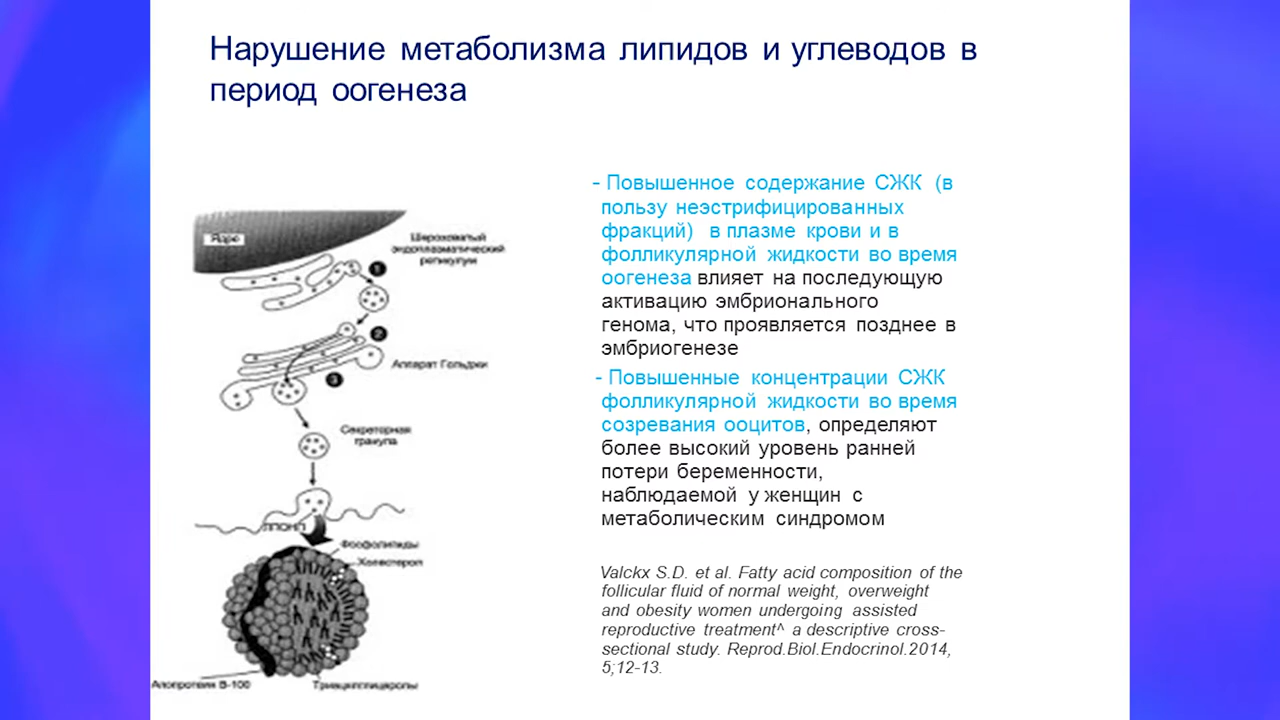 Нарушение метаболизма липидов и углеводов в
период оогенеза
Ядро
Шероховатый
эндоплазматический
ретикулум
1
2
Аппарат Гольджи
3
Секреторная
гранула
ЛПОНП
Фосфолипиды
Холестерол
Апопротеин B-100
Триацилглицеролы
- Повышенное содержание СЖК (в
пользу неэстрифицированных
фракций) в плазме крови и в
фолликулярной жидкости во время
оогенеза влияет на последующую
активацию эмбрионального
генома, что проявляется позднее в
эмбриогенезе
- Повышенные концентрации СЖК
фолликулярной жидкости во время
созревания ооцитов, определяют
более высокий уровень ранней
потери беременности,
наблюдаемой у женщин с
метаболическим синдромом
Valckx S.D. et al. Fatty acid composition of the
follicular fluid of normal weight, overweight
and obesity women undergoing assisted
reproductive treatment^ a descriptive cross-
sectional study. Reprod.Biol.Endocrinol.2014,
5;12-13.